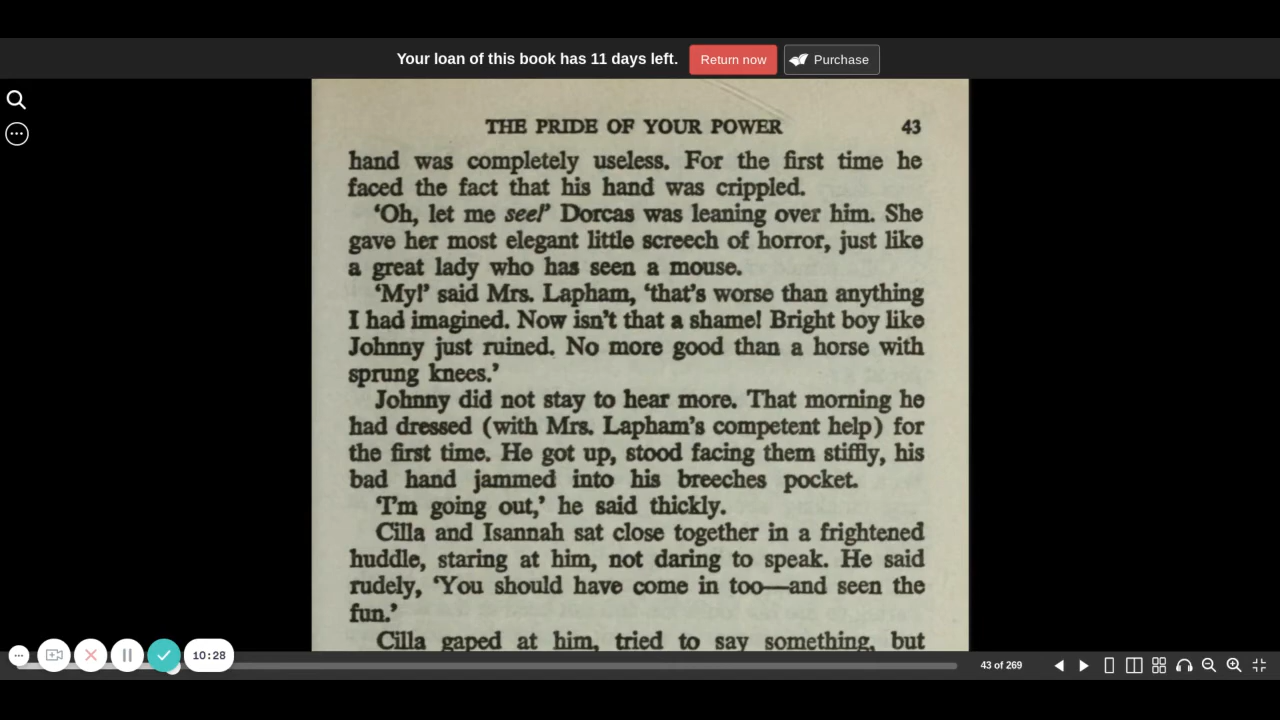 Your loan of this book has 11 days left. Return now Purchase
THE PRIDE OF YOUR POWER 43
hand was completely useless. For the first time he
faced the fact that his hand was crippled.
‘Oh, let me see!’ Dorcas was leaning over him. She
gave her most elegant little screech of horror, just like
a great lady who has seen a mouse.
‘My!’ said Mrs. Lapham, ‘that’s worse than anything
I had imagined. Now isn’t that a shame! Bright boy like
Johnny just ruined. No more good than a horse with
sprung knees.’
Johnny did not stay to hear more. That morning he
had dressed (with Mrs. Lapham’s competent help) for
the first time. He got up, stood facing them stiffly, his
bad hand jammed into his breeches pocket.
‘I’m going out,’ he said thickly.
Cilla and Isannah sat close together in a frightened
huddle, staring at him, not daring to speak. He said
rudely, ‘You should have come in too—and seen the
fun.’
Cilla gaped at him, tried to say something, but
10:28
43 of 269